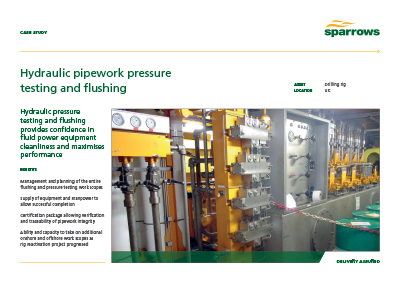 CASE STUDY
sparrows
Hydraulic pipework pressure
testing and flushing
ASSET Drilling rig
LOCATION UK
Hydraulic pressure
testing and flushing
provides confidence in
fluid power equipment
cleanliness and maximises
performance
BENEFITS
Management and planning of the entire
flushing and pressure testing work scopes
Supply of equipment and manpower to
allow successful completion
Certification package allowing verification
and traceability of pipework integrity
Ability and capacity to take on additional
onshore and offshore work scopes as
rig reactivation project progressed
DELIVERY ASSURED